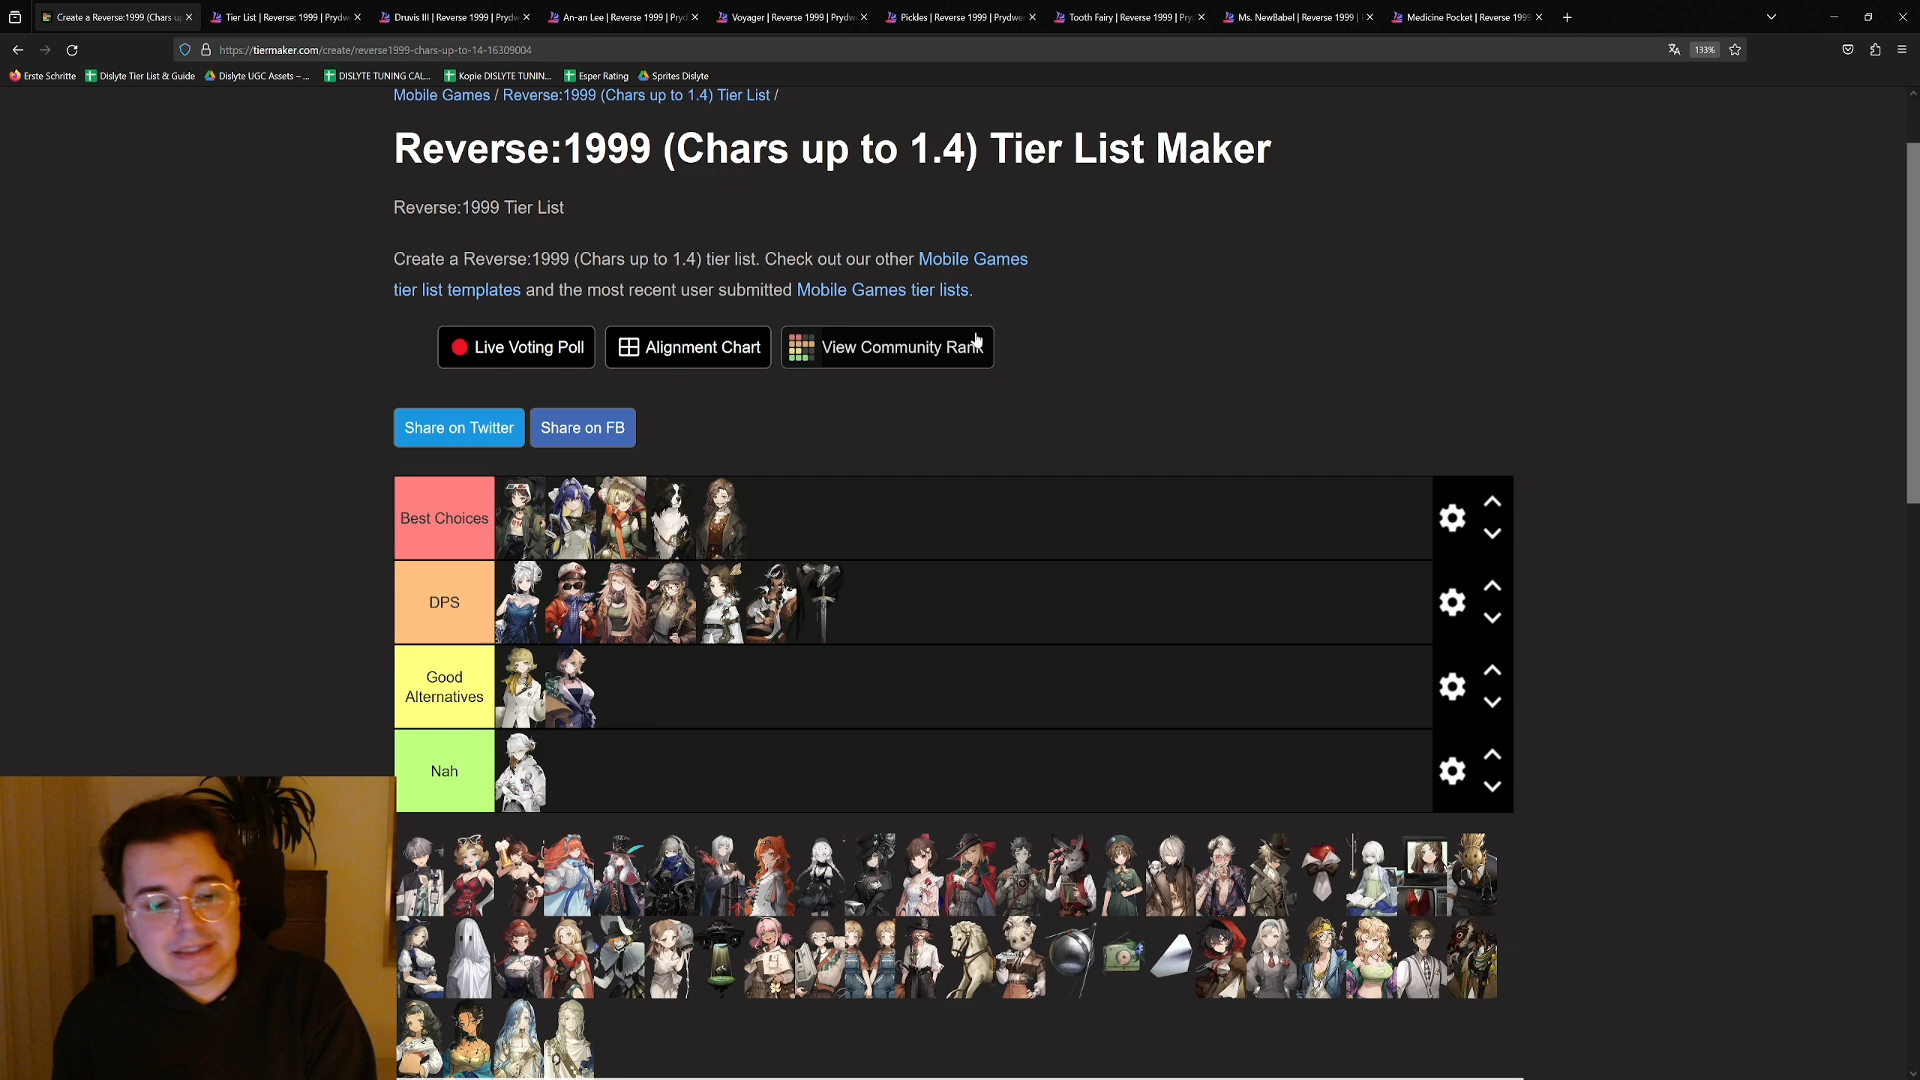 Create a Reverse:1999 (Chars u
Tier List | Reverse: 1999 | Prydw
Druvis III | Reverse 1999 | Prydw
An-an Lee | Reverse 1999 | Pryd
Voyager | Reverse 1999 | Prydw
Pickles | Reverse 1999 | Prydwe
Tooth Fairy | Reverse 1999 | Pry
Ms. NewBabel | Reverse 1999 |
Medicine Pocket | Reverse 1999
https://tiermaker.com/create/reverse1999-chars-up-to-14-16309004
133%
Erste Schritte
Dislyte Tier List & Guide
Dislyte UGC Assets – ...
DISLYTE TUNING CAL...
Kopie DISLYTE TUNIN...
Esper Rating
Sprites Dislyte
Mobile Games / Reverse:1999 (Chars up to 1.4) Tier List /
Reverse:1999 (Chars up to 1.4) Tier List Maker
Reverse:1999 Tier List
Create a Reverse:1999 (Chars up to 1.4) tier list. Check out our other Mobile Games
tier list templates and the most recent user submitted Mobile Games tier lists.
Live Voting Poll
Alignment Chart
View Community Rank
Share on Twitter
Share on FB
Best Choices
DPS
Good
Alternatives
Nah